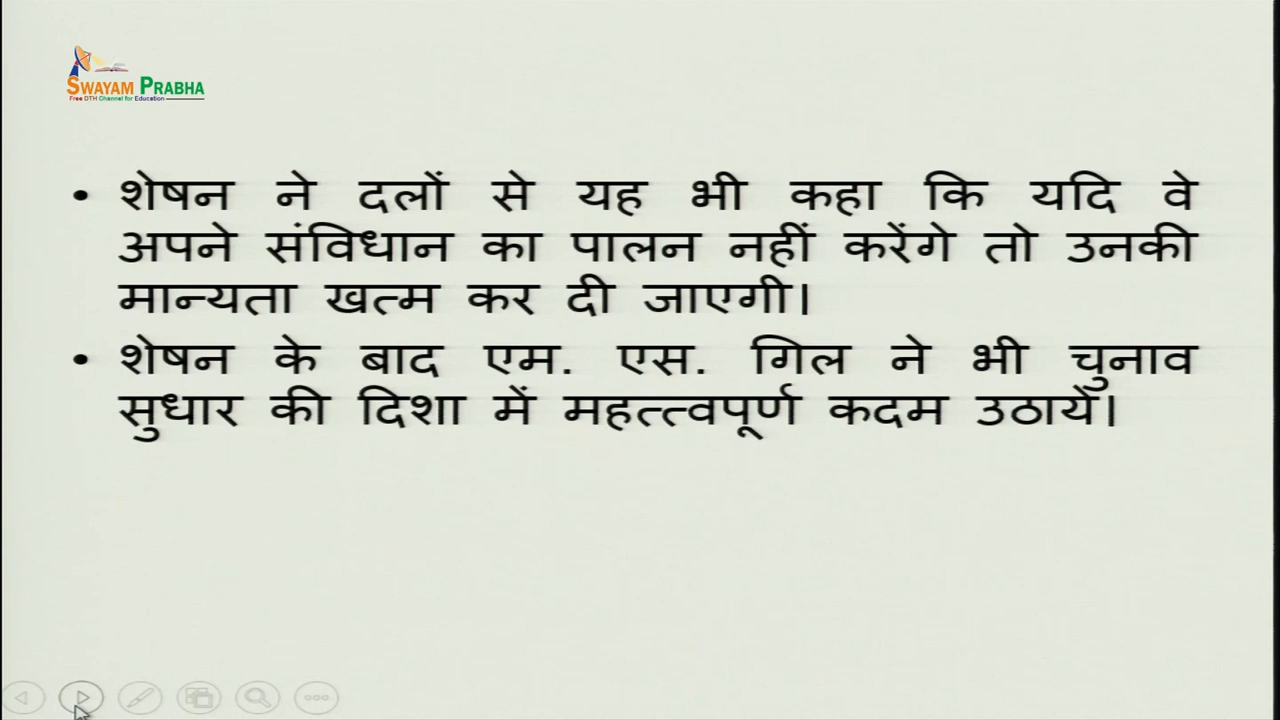 SWAYAM PRABHA
Free DTH Channel for Education
• शेषन ने दलों से यह भी कहा कि यदि वे
अपने संविधान का पालन नहीं करेंगे तो उनकी
मान्यता खत्म कर दी जाएगी।
• शेषन के बाद एम. एस. गिल ने भी चुनाव
सुधार की दिशा में महत्त्वपूर्ण कदम उठाये।